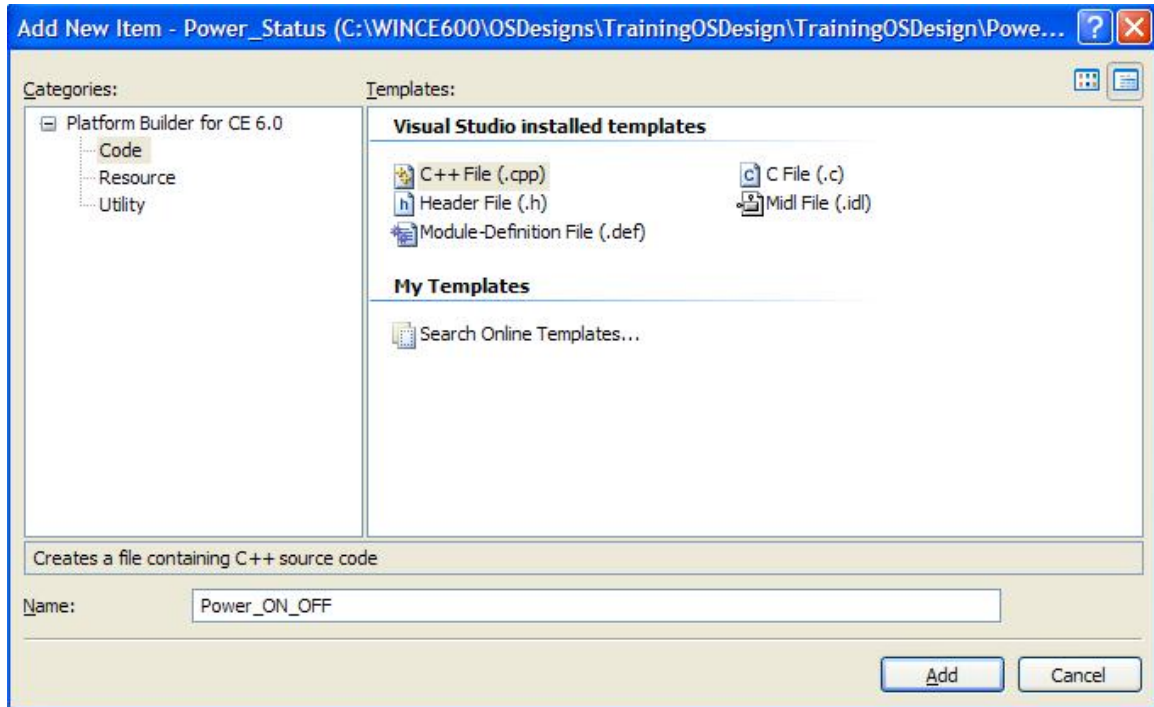 Add New Item - Power_Status (C:\WINCE600\OSDesigns\TrainingOSDesign\TrainingOSDesign\Powe...
Categories:
Templates:
Platform Builder for CE 6.0
Code
Resource
Utility
Visual Studio installed templates
C++ File (.cpp)
C File (.c)
Header File (.h)
Midl File (.idl)
Module-Definition File (.def)
My Templates
Search Online Templates...
Creates a file containing C++ source code
Name:
Power_ON_OFF
Add
Cancel